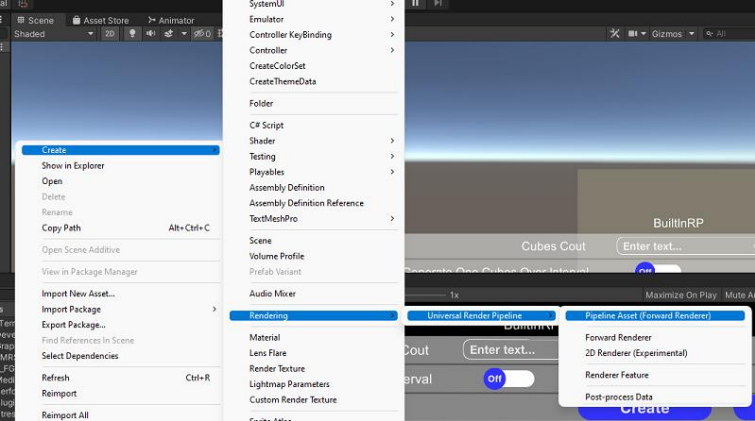 Scene
Asset Store
Animator
Shaded
2D
0
Gizmos
All
Create
Show in Explorer
Open
Delete
Rename
Copy Path Alt+Ctrl+C
Open Scene Additive
View in Package Manager
Import New Asset...
Import Package
Export Package...
Find References In Scene
Select Dependencies
Refresh Ctrl+R
Reimport
Reimport All
SystemUI
Emulator
Controller KeyBinding
Controller
CreateColorSet
CreateThemeData
Folder
C# Script
Shader
Testing
Playables
Assembly Definition
Assembly Definition Reference
TextMeshPro
Scene
Volume Profile
Prefab Variant
Audio Mixer
Rendering
Material
Lens Flare
Render Texture
Lightmap Parameters
Custom Render Texture
Sprite Atlas
Universal Render Pipeline
Pipeline Asset (Forward Renderer)
Forward Renderer
2D Renderer (Experimental)
Renderer Feature
Post-process Data
BuiltInRP
Cubes Cout
Enter text...
Generate One Cubes Over Interval
Off
1x
Maximize On Play
Mute
BuiltInRP
Cout
Enter text...
erval
Off
Create